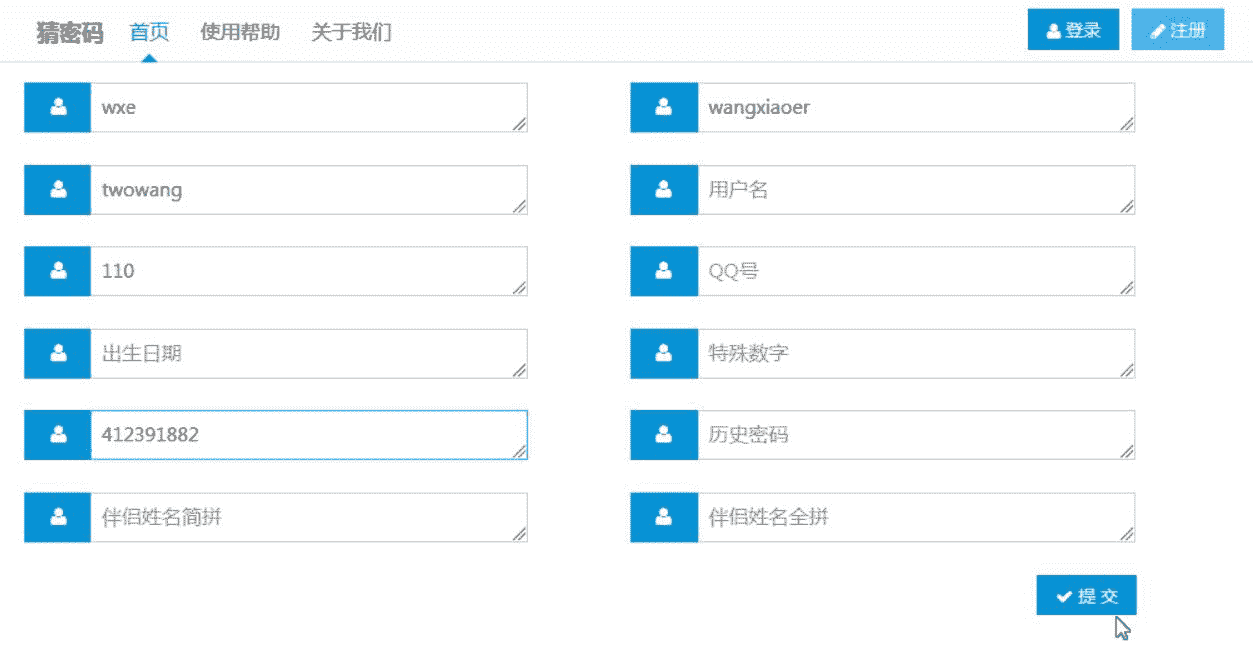 猜密码 首页 使用帮助 关于我们 登录 注册
wxe wangxiaoer
twowang 用户名
110 QQ号
出生日期 特殊数字
412391882 历史密码
伴侣姓名简拼 伴侣姓名全拼
提 交